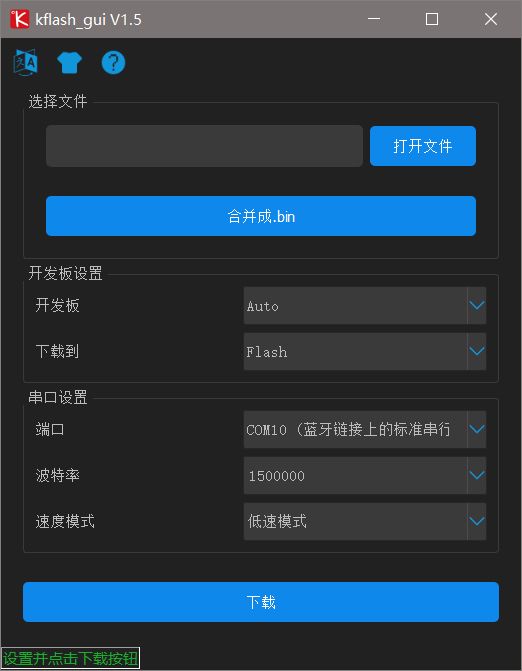 kflash_gui V1.5
选择文件
打开文件
合并成.bin
开发板设置
开发板 Auto
下载到 Flash
串口设置
端口 COM10 (蓝牙链接上的标准串行
波特率 1500000
速度模式 低速模式
下载
设置并点击下载按钮